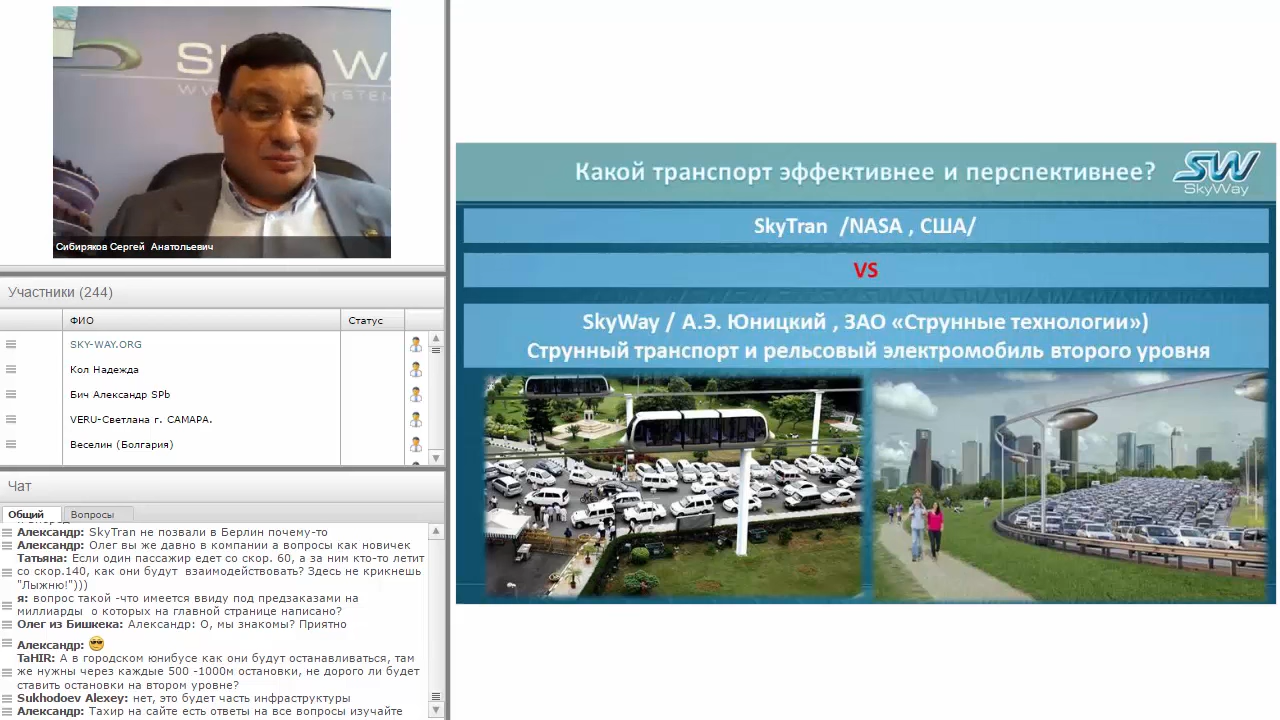 Сибиряков Сергей Анатольевич
Участники (244)
ФИО
Статус
SKY-WAY.ORG
Кол Надежда
Бич Александр SPb
VERU-Светлана г. САМАРА.
Веселин (Болгария)
Чат
Общий
Вопросы
Александр: SkyTran не позвали в Берлин почему-то
Александр: Олег вы же давно в компании а вопросы как новичек
Татьяна: Если один пассажир едет со скор. 60, а за ним кто-то летит
со скор.140, как они будут взаимодействовать? Здесь не крикнешь
"Лыжню!")))
я: вопрос такой -что имеется ввиду под предзаказами на
миллиарды о которых на главной странице написано?
Олег из Бишкека: Александр: О, мы знакомы? Приятно
Александр:
TaHIR: А в городском юнибусе как они будут останавливаться, там
же нужны через каждые 500 -1000м остановки, не дорого ли будет
ставить остановки на втором уровне?
Sukhodoev Alexey: нет, это будет часть инфраструктуры
Александр: Тахир на сайте есть ответы на все вопросы изучайте
Какой транспорт эффективнее и перспективнее?
SW
SkyWay
SkyTran /NASA , США/
VS
SkyWay / А.Э. Юницкий , ЗАО «Струнные технологии»)
Струнный транспорт и рельсовый электромобиль второго уровня